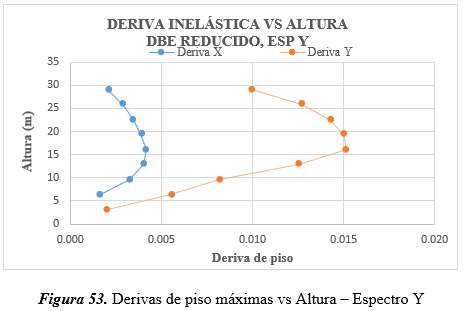 DERIVA INELÁSTICA VS ALTURA
DBE REDUCIDO, ESP Y
Deriva X Deriva Y
Altura (m)
35
30
25
20
15
10
5
0
0.000 0.005 0.010 0.015 0.020
Deriva de piso
Figura 53. Derivas de piso máximas vs Altura – Espectro Y